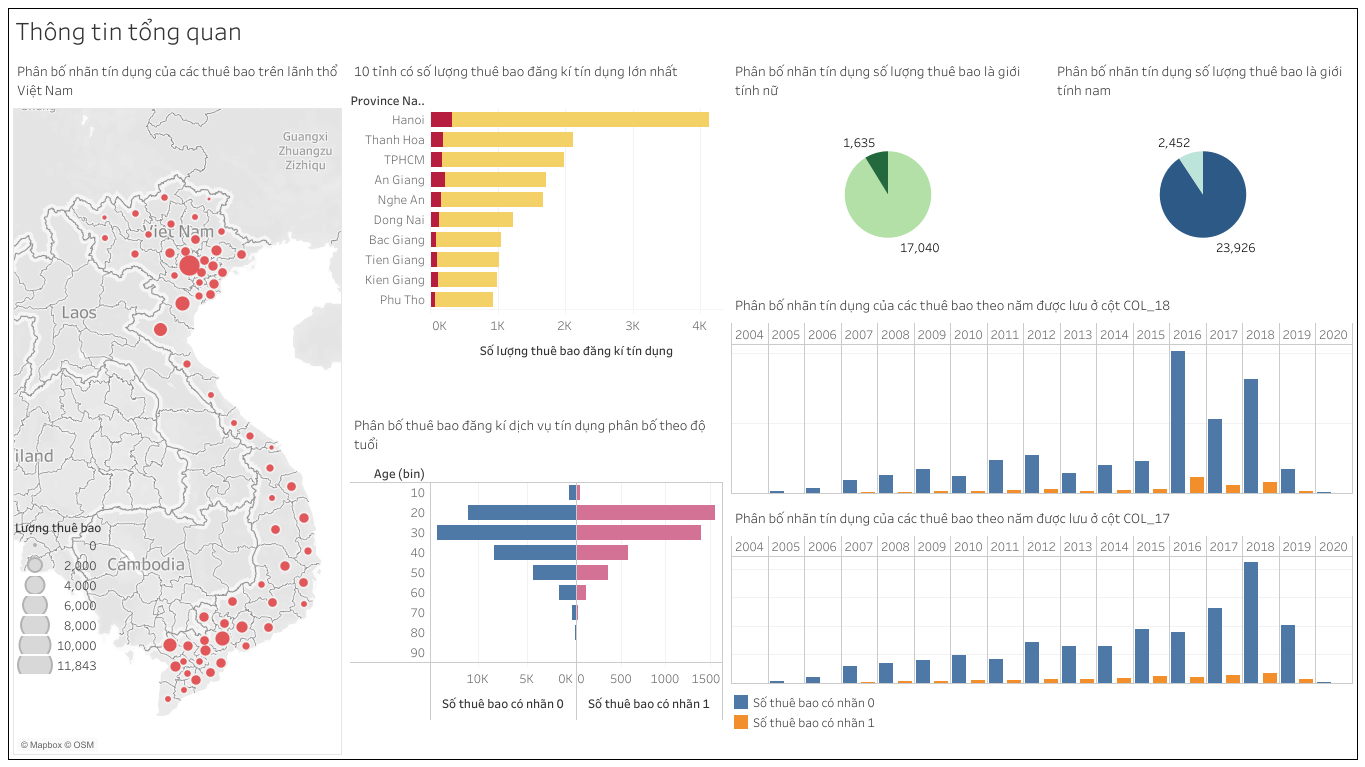 Thông tin tổng quan
Phân bố nhãn tín dụng của các thuê bao trên lãnh thổ
Việt Nam
Guangxi
Zhuangzu
Zizhiqu
Việt Nam
Laos
iland
Cambodia
Lượng thuê bao
0
2,000
4,000
6,000
8,000
10,000
11,843
© Mapbox © OSM
10 tỉnh có số lượng thuê bao đăng kí tín dụng lớn nhất
Province Na..
Hanoi
Thanh Hoa
TPHCM
An Giang
Nghe An
Dong Nai
Bac Giang
Tien Giang
Kien Giang
Phu Tho
0K 1K 2K 3K 4K
Số lượng thuê bao đăng kí tín dụng
Phân bố thuê bao đăng kí dịch vụ tín dụng phân bố theo độ
tuổi
Age (bin)
10
20
30
40
50
60
70
80
90
10K 5K 0K 0 500 1000 1500
Số thuê bao có nhãn 0 Số thuê bao có nhãn 1
Phân bố nhãn tín dụng số lượng thuê bao là giới
tính nữ
1,635
17,040
Phân bố nhãn tín dụng số lượng thuê bao là giới
tính nam
2,452
23,926
Phân bố nhãn tín dụng của các thuê bao theo năm được lưu ở cột COL_18
2004 2005 2006 2007 2008 2009 2010 2011 2012 2013 2014 2015 2016 2017 2018 2019 2020
Phân bố nhãn tín dụng của các thuê bao theo năm được lưu ở cột COL_17
2004 2005 2006 2007 2008 2009 2010 2011 2012 2013 2014 2015 2016 2017 2018 2019 2020
Số thuê bao có nhãn 0
Số thuê bao có nhãn 1